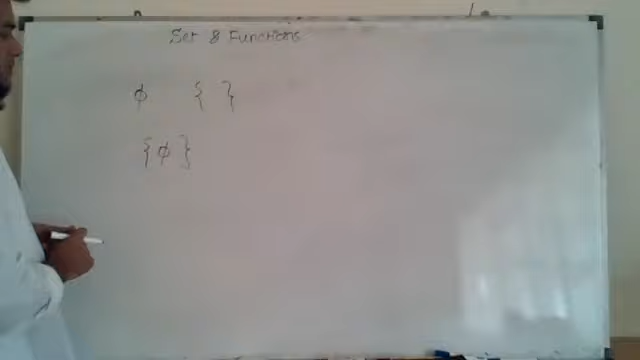 Set & Functions
ϕ { }
{ ϕ }